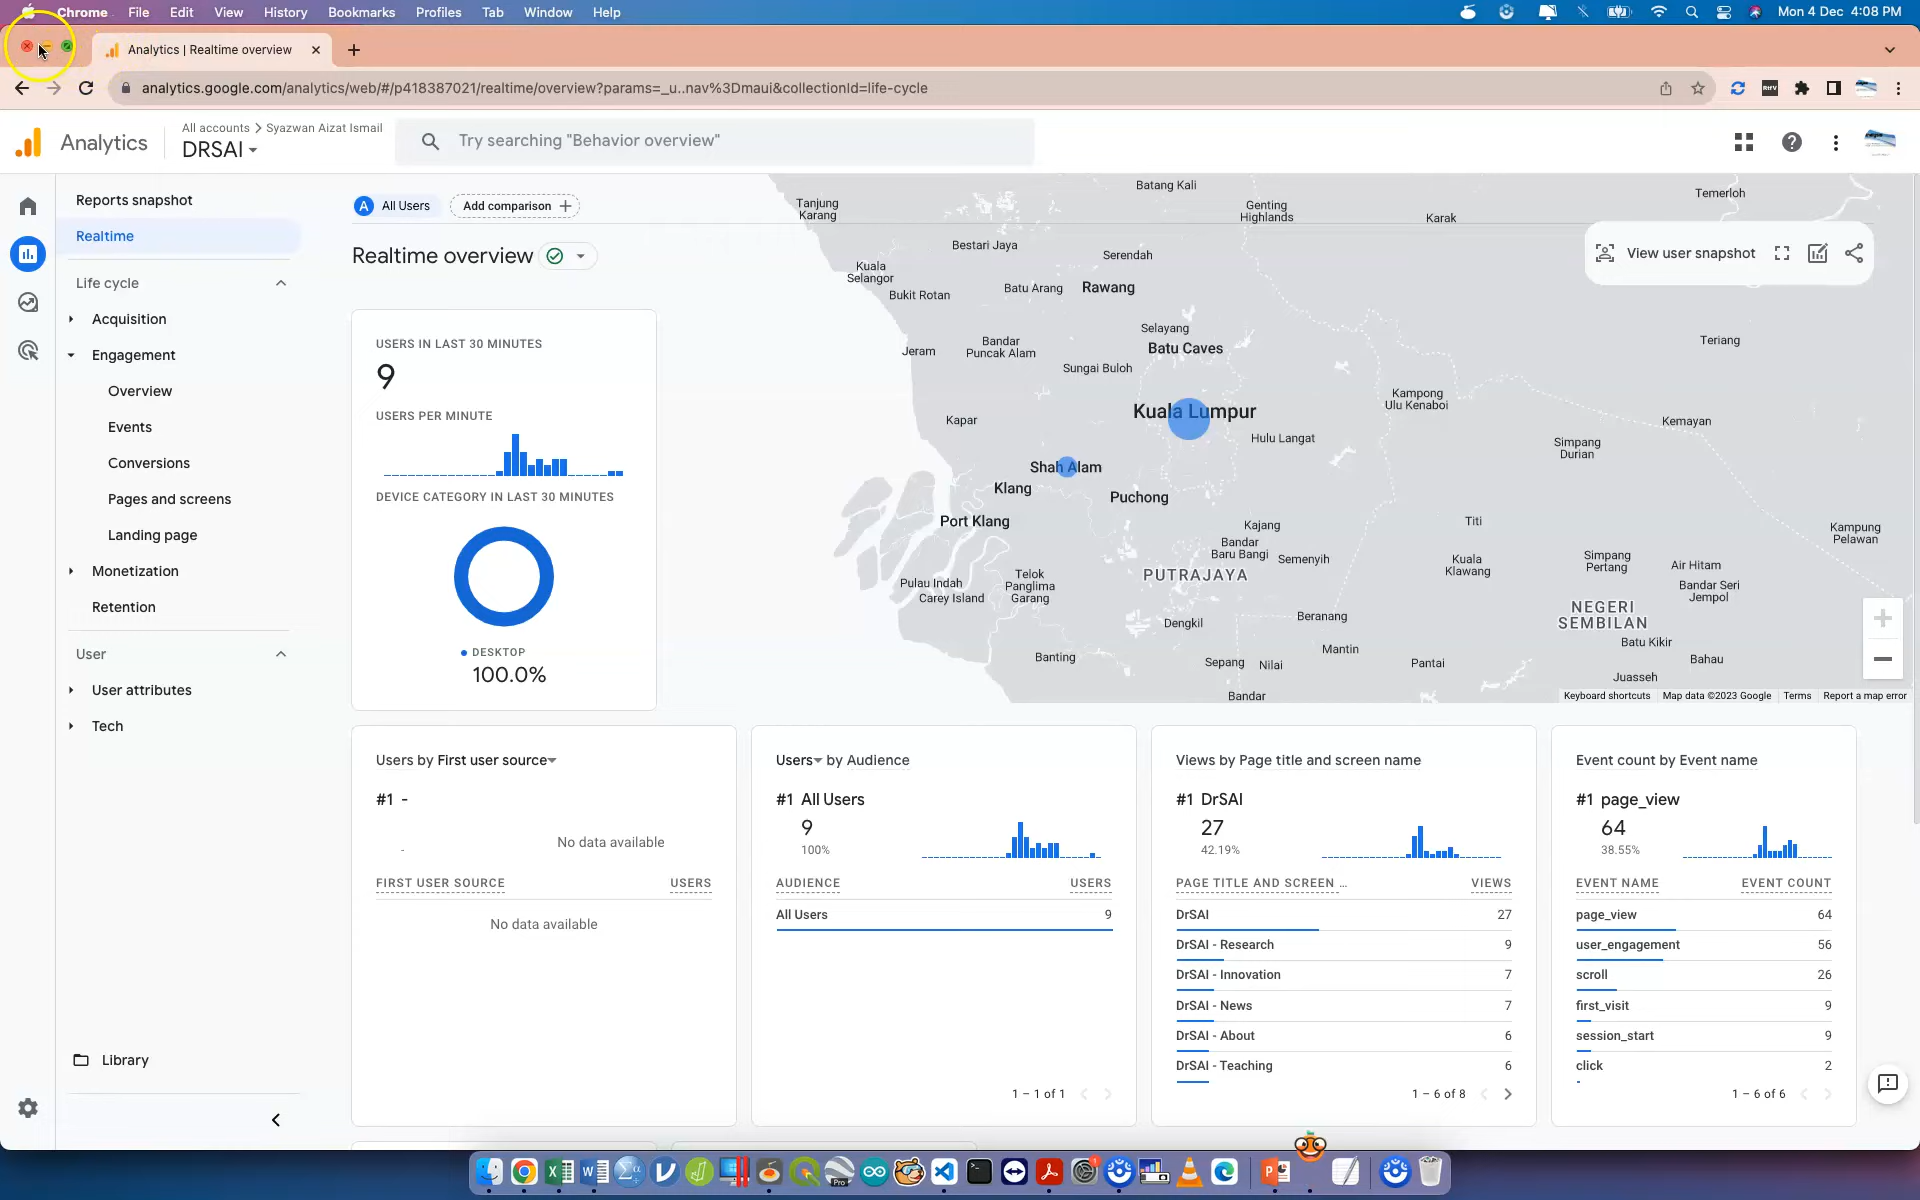 Chrome File Edit View History Bookmarks Profiles Tab Window Help Mon 4 Dec 4:08 PM
Analytics | Realtime overview
analytics.google.com/analytics/web/#/p418387021/realtime/overview?params=_u..nav%3Dmaui&collectionId=life-cycle
RtfV
Analytics
All accounts > Syazwan Aizat Ismail
DRSAI
Try searching "Behavior overview"
Reports snapshot
Realtime
Life cycle
Acquisition
Engagement
Overview
Events
Conversions
Pages and screens
Landing page
Monetization
Retention
User
User attributes
Tech
Library
A All Users
Add comparison +
Realtime overview
View user snapshot
USERS IN LAST 30 MINUTES
9
USERS PER MINUTE
DEVICE CATEGORY IN LAST 30 MINUTES
DESKTOP
100.0%
Batang Kali
Tanjung
Karang
Genting
Highlands
Karak
Temerloh
Bestari Jaya
Serendah
Kuala
Selangor
Bukit Rotan
Batu Arang
Rawang
Selayang
Jeram
Bandar
Puncak Alam
Batu Caves
Teriang
Sungai Buloh
Kampong
Ulu Kenaboi
Kuala Lumpur
Kapar
Kemayan
Hulu Langat
Simpang
Durian
Shah Alam
Klang
Puchong
Port Klang
Kajang
Titi
Kampung
Pelawan
Bandar
Baru Bangi
Semenyih
Kuala
Klawang
Simpang
Pertang
Air Hitam
PUTRAJAYA
Pulau Indah
Carey Island
Telok
Panglima
Garang
Bandar Seri
Jempol
NEGERI
SEMBILAN
Beranang
Dengkil
Batu Kikir
Mantin
Banting
Sepang
Nilai
Pantai
Bahau
Juasseh
Bandar
Keyboard shortcuts Map data ©2023 Google Terms Report a map error
Users by First user source
#1 -
-
No data available
FIRST USER SOURCE USERS
No data available
Users by Audience
#1 All Users
9
100%
AUDIENCE USERS
All Users 9
1 – 1 of 1
Views by Page title and screen name
#1 DrSAI
27
42.19%
PAGE TITLE AND SCREEN … VIEWS
DrSAI 27
DrSAI - Research 9
DrSAI - Innovation 7
DrSAI - News 7
DrSAI - About 6
DrSAI - Teaching 6
1 – 6 of 8
Event count by Event name
#1 page_view
64
38.55%
EVENT NAME EVENT COUNT
page_view 64
user_engagement 56
scroll 26
first_visit 9
session_start 9
click 2
1 – 6 of 6
Pro